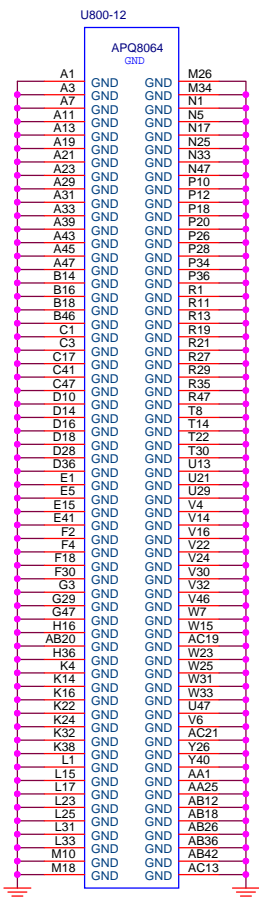 U800-12
APQ8064
GND
A1 GND GND M26
A3 GND GND M34
A7 GND GND N1
A11 GND GND N5
A13 GND GND N17
A19 GND GND N25
A21 GND GND N33
A23 GND GND N47
A29 GND GND P10
A31 GND GND P12
A33 GND GND P18
A39 GND GND P20
A43 GND GND P26
A45 GND GND P28
A47 GND GND P34
B14 GND GND P36
B16 GND GND R1
B18 GND GND R11
B46 GND GND R13
C1 GND GND R19
C3 GND GND R21
C17 GND GND R27
C41 GND GND R29
C47 GND GND R35
D10 GND GND R47
D14 GND GND T8
D16 GND GND T14
D18 GND GND T22
D28 GND GND T30
D36 GND GND U13
E1 GND GND U21
E5 GND GND U29
E15 GND GND V4
E41 GND GND V14
F2 GND GND V16
F4 GND GND V22
F18 GND GND V24
F30 GND GND V30
G3 GND GND V32
G29 GND GND V46
G47 GND GND W7
H16 GND GND W15
AB20 GND GND AC19
H36 GND GND W23
K4 GND GND W25
K14 GND GND W31
K16 GND GND W33
K22 GND GND U47
K24 GND GND V6
K32 GND GND AC21
K38 GND GND Y26
L1 GND GND Y40
L15 GND GND AA1
L17 GND GND AA25
L23 GND GND AB12
L25 GND GND AB18
L31 GND GND AB26
L33 GND GND AB36
M10 GND GND AB42
M18 GND GND AC13